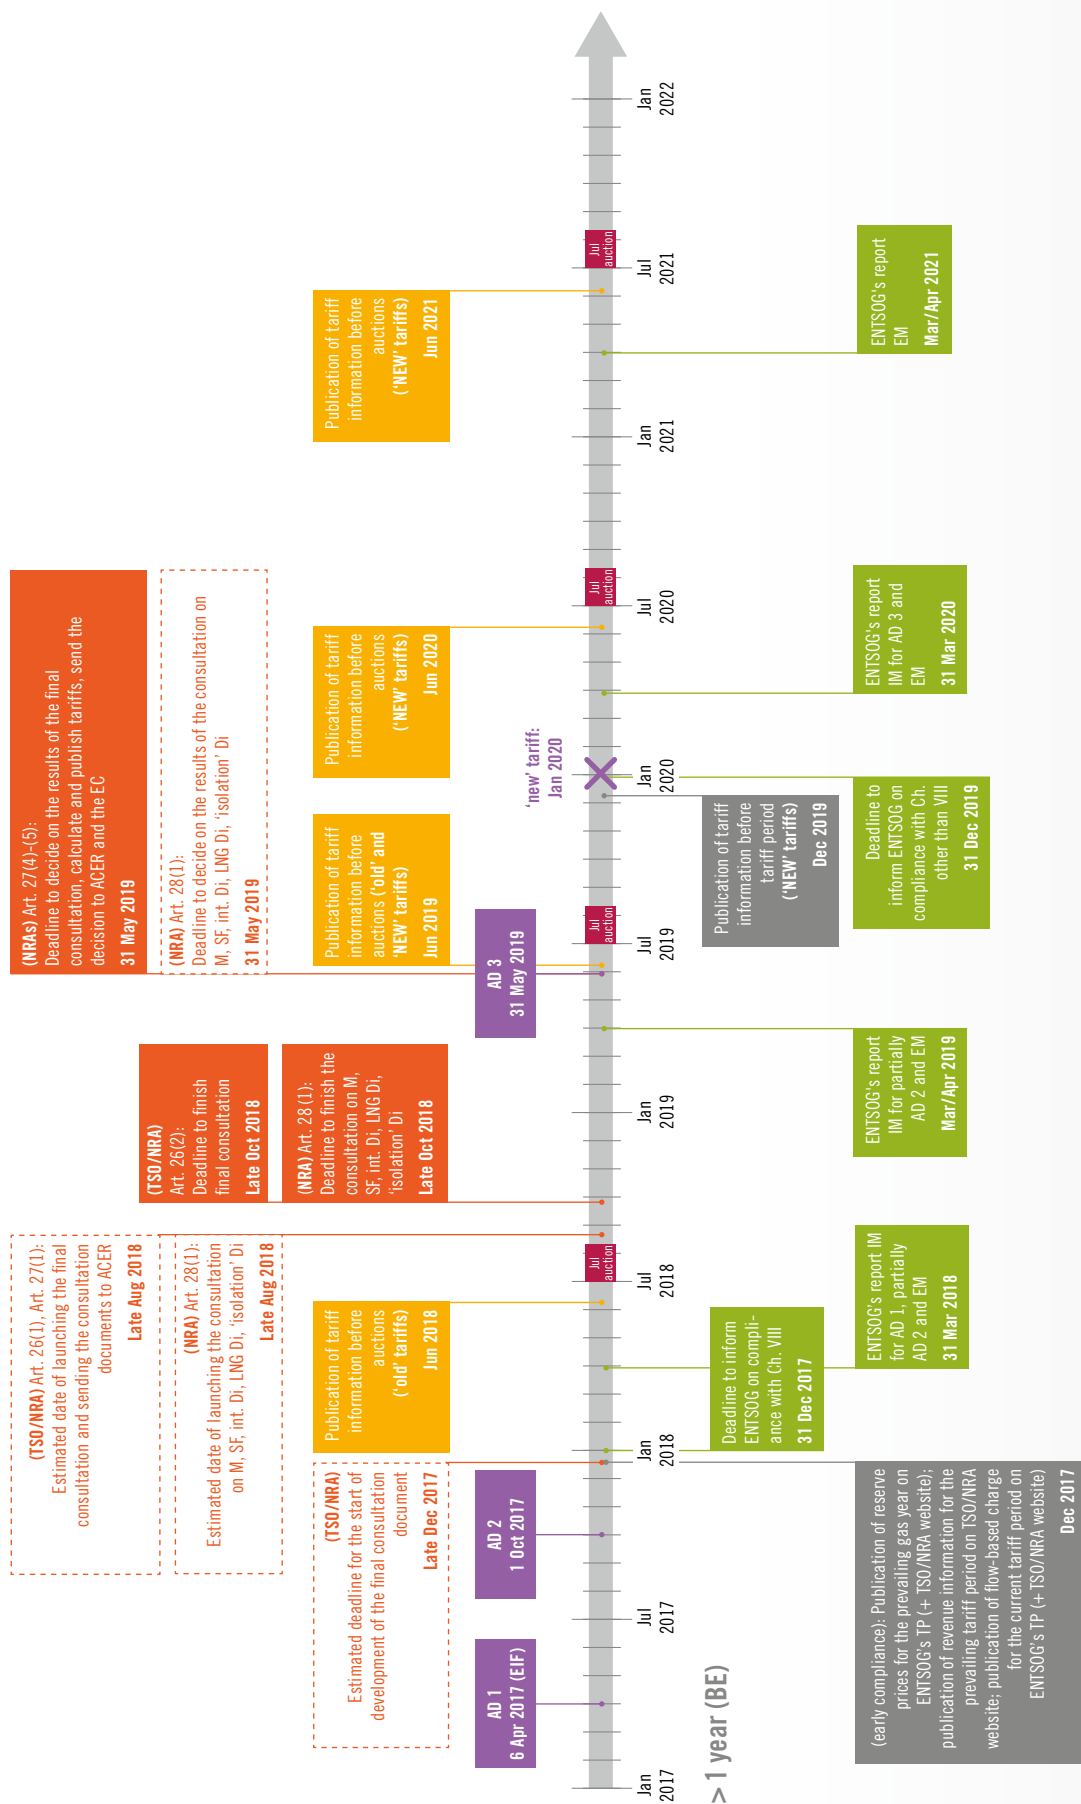 (TSO/NRA) Art. 26(1), Art. 27(1):
Estimated date of launching the final
consultation and sending the consultation
documents to ACER
Late Aug 2018
(NRA) Art. 28(1):
Estimated date of launching the consultation
on M, SF, int. Di, LNG Di, ‘isolation’ Di
Late Aug 2018
(TSO/NRA)
Art. 26(2):
Deadline to finish
final consultation
Late Oct 2018
(NRA) Art. 28 (1):
Deadline to finish the
consultation on M,
SF, int. Di, LNG Di,
‘isolation’ Di
Late Oct 2018
(NRAs) Art. 27(4)-(5):
Deadline to decide on the results of the final
consultation, calculate and publish tariffs, send the
decision to ACER and the EC
31 May 2019
(NRA) Art. 28(1):
Deadline to decide on the results of the consultation on
M, SF, int. Di, LNG Di, ‘isolation’ Di
31 May 2019
(TSO/NRA)
Estimated deadline for the start of
development of the final consultation
document
Late Dec 2017
Publication of tariff
information before
auctions
(‘old’ tariffs)
Jun 2018
Publication of tariff
information before
auctions (‘old’ and
‘NEW’ tariffs)
Jun 2019
Publication of tariff
information before
auctions
(‘NEW’ tariffs)
Jun 2020
Publication of tariff
information before
auctions
(‘NEW’ tariffs)
Jun 2021
AD 1
6 Apr 2017 (EIF)
AD 2
1 Oct 2017
AD 3
31 May 2019
‘new’ tariff:
Jan 2020
Jul
auction
Jul
auction
Jul
auction
Jul
auction
Jan
2017
Jul
2017
Jan
2018
Jul
2018
Jan
2019
Jul
2019
Jan
2020
Jul
2020
Jan
2021
Jul
2021
Jan
2022
> 1 year (BE)
Deadline to inform
ENTSOG on compli-
ance with Ch. VIII
31 Dec 2017
Publication of tariff
information before
tariff period
(‘NEW’ tariffs)
Dec 2019
(early compliance): Publication of reserve
prices for the prevailing gas year on
ENTSOG's TP (+ TSO/NRA website);
publication of revenue information for the
prevailing tariff period on TSO/NRA
website; publication of flow-based charge
for the current tariff period on
ENTSOG's TP (+ TSO/NRA website)
Dec 2017
ENTSOG's report IM
for AD 1, partially
AD 2 and EM
31 Mar 2018
ENTSOG's report
IM for partially
AD 2 and EM
Mar/Apr 2019
Deadline to
inform ENTSOG on
compliance with Ch.
other than VIII
31 Dec 2019
ENTSOG's report
IM for AD 3 and
EM
31 Mar 2020
ENTSOG's report
EM
Mar/Apr 2021